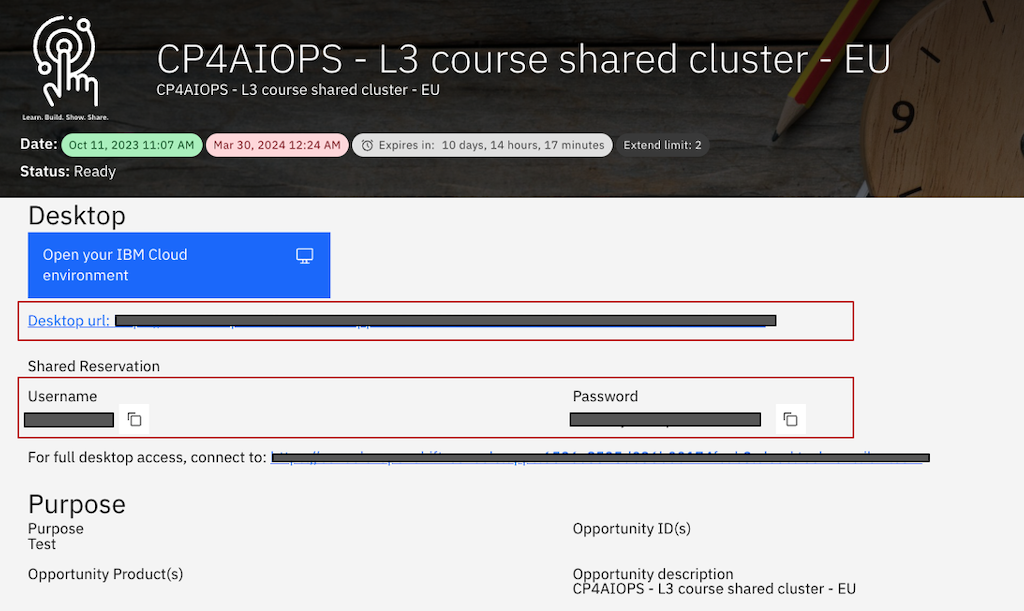 CP4AIOPS - L3 course shared cluster - EU
CP4AIOPS - L3 course shared cluster - EU
Learn. Build. Show. Share.
Date: Oct 11, 2023 11:07 AM Mar 30, 2024 12:24 AM Expires in: 10 days, 14 hours, 17 minutes Extend limit: 2
Status: Ready
9
Desktop
Open your IBM Cloud
environment
Desktop url:
Shared Reservation
Username Password
For full desktop access, connect to:
Purpose
Purpose Opportunity ID(s)
Test
Opportunity Product(s) Opportunity description
CP4AIOPS - L3 course shared cluster - EU